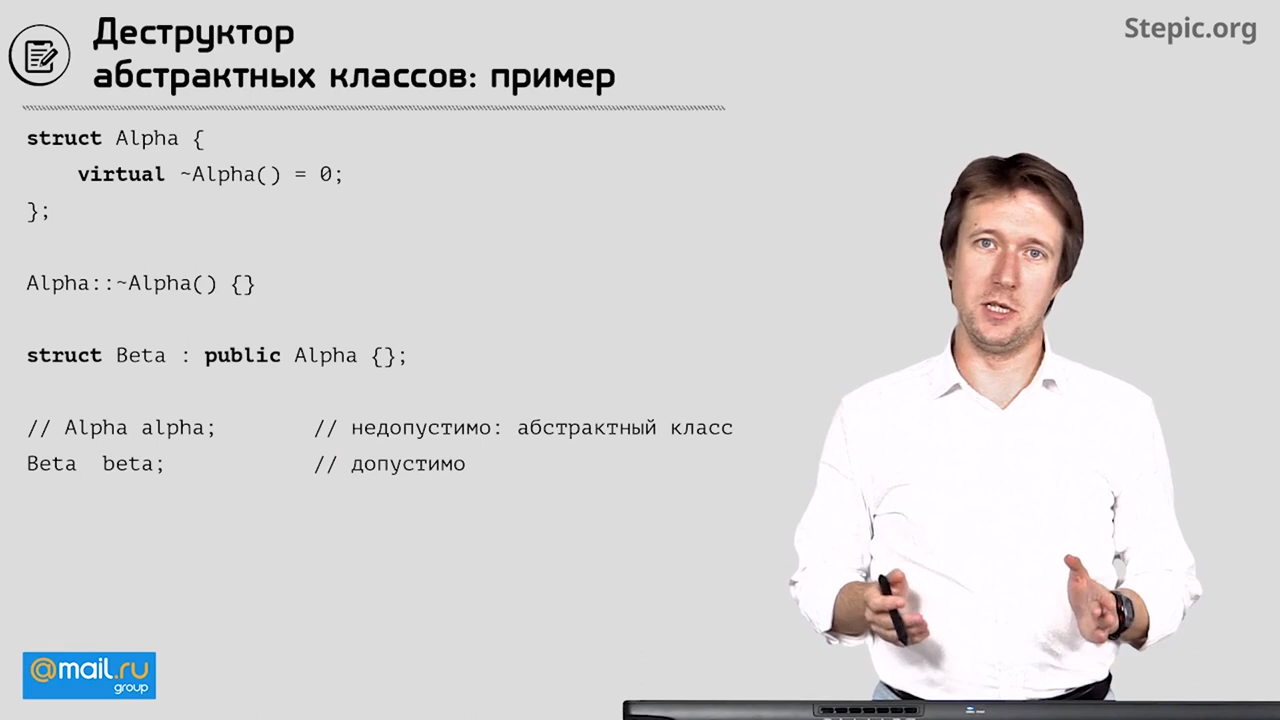 Деструктор
абстрактных классов: пример
Stepic.org
struct Alpha {
    virtual ~Alpha() = 0;
};
Alpha::~Alpha() {}
struct Beta : public Alpha {};
// Alpha alpha;        // недопустимо: абстрактный класс
Beta  beta;            // допустимо
@mail.ru
group